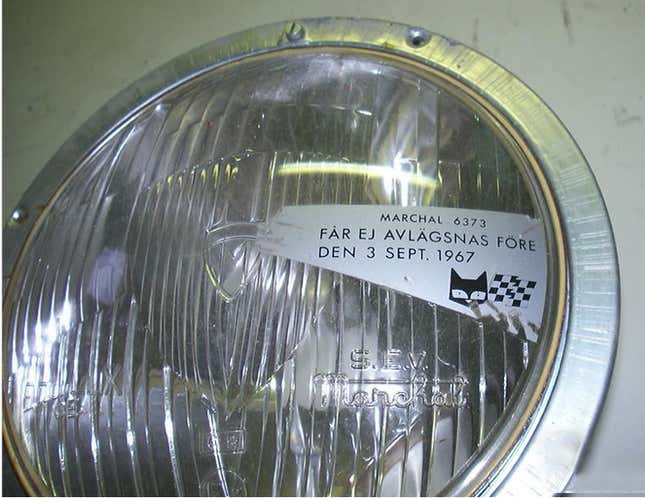 MARCHAL 6373
FÅR EJ AVLÄGSNAS FÖRE
DEN 3 SEPT. 1967
S.E.V.
Marchal